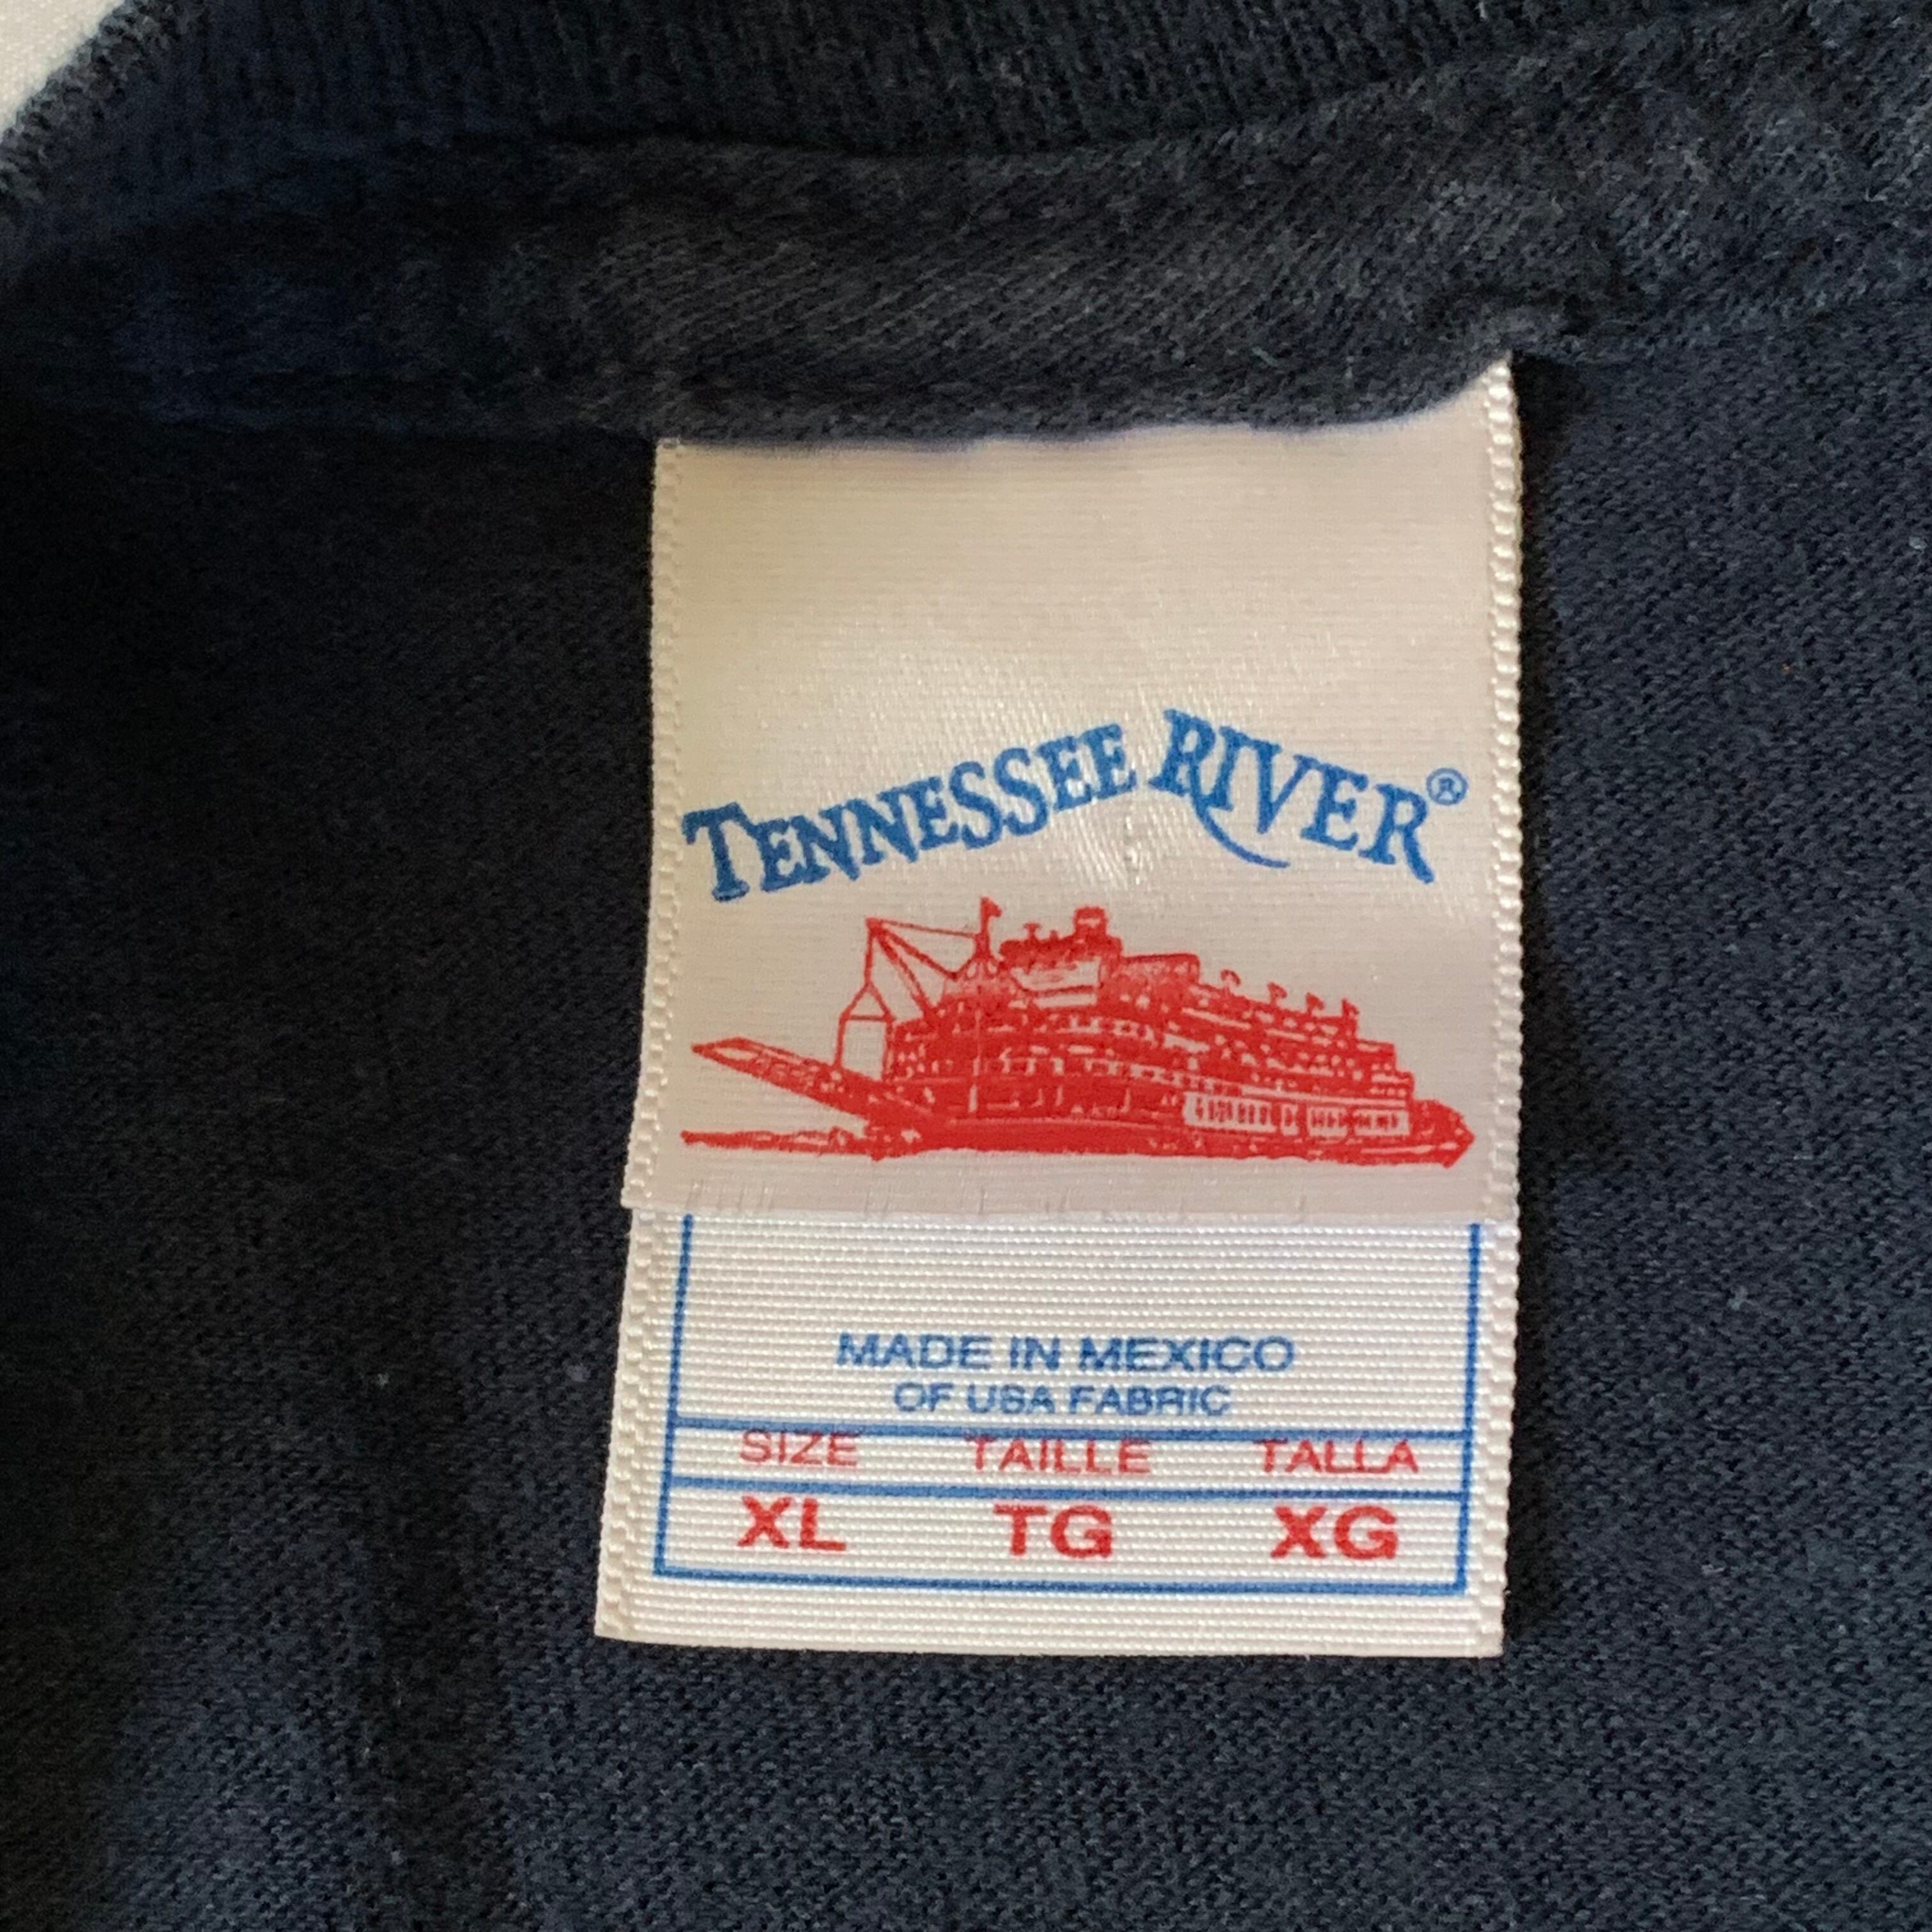 TENNESSEE RIVER®
MADE IN MEXICO
OF USA FABRIC
SIZE TAILLE TALLA
XL TG XG